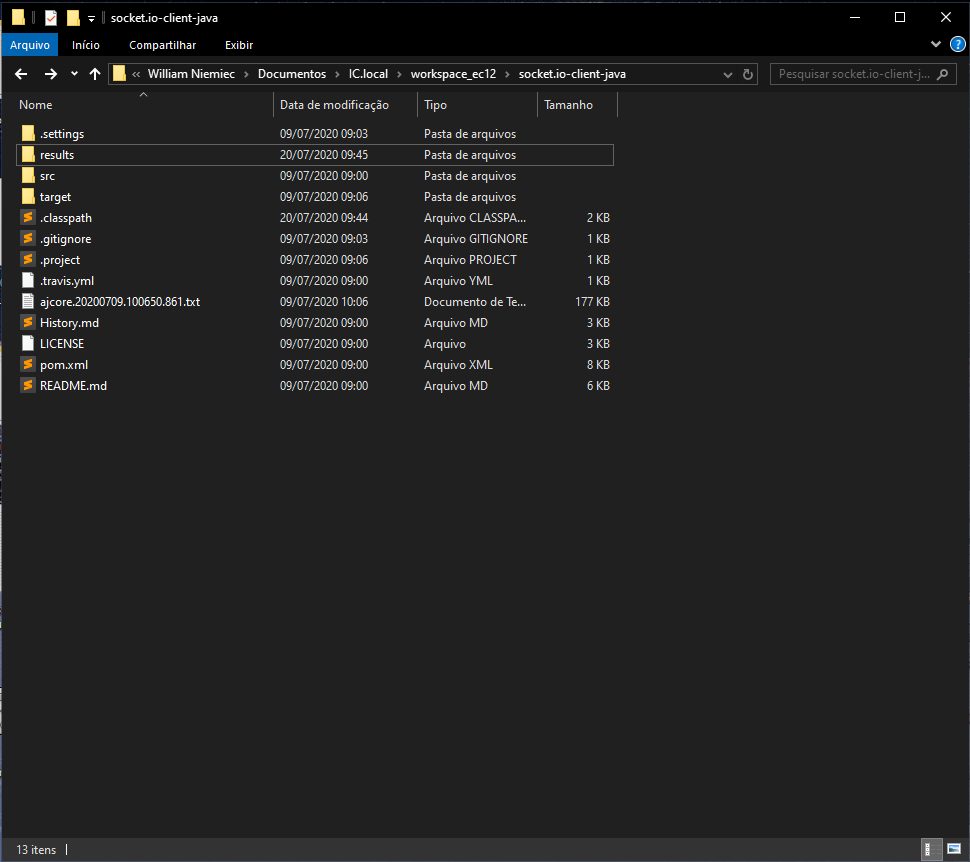 socket.io-client-java
Arquivo Início Compartilhar Exibir
« William Niemiec > Documentos > IC.local > workspace_ec12 > socket.io-client-java Pesquisar socket.io-client-j...
Nome Data de modificação Tipo Tamanho
.settings 09/07/2020 09:03 Pasta de arquivos
results 20/07/2020 09:45 Pasta de arquivos
src 09/07/2020 09:00 Pasta de arquivos
target 09/07/2020 09:06 Pasta de arquivos
.classpath 20/07/2020 09:44 Arquivo CLASSPA... 2 KB
.gitignore 09/07/2020 09:03 Arquivo GITIGNORE 1 KB
.project 09/07/2020 09:06 Arquivo PROJECT 1 KB
.travis.yml 09/07/2020 09:00 Arquivo YML 1 KB
ajcore.20200709.100650.861.txt 09/07/2020 10:06 Documento de Te... 177 KB
History.md 09/07/2020 09:00 Arquivo MD 3 KB
LICENSE 09/07/2020 09:00 Arquivo 3 KB
pom.xml 09/07/2020 09:00 Arquivo XML 8 KB
README.md 09/07/2020 09:00 Arquivo MD 6 KB
13 itens